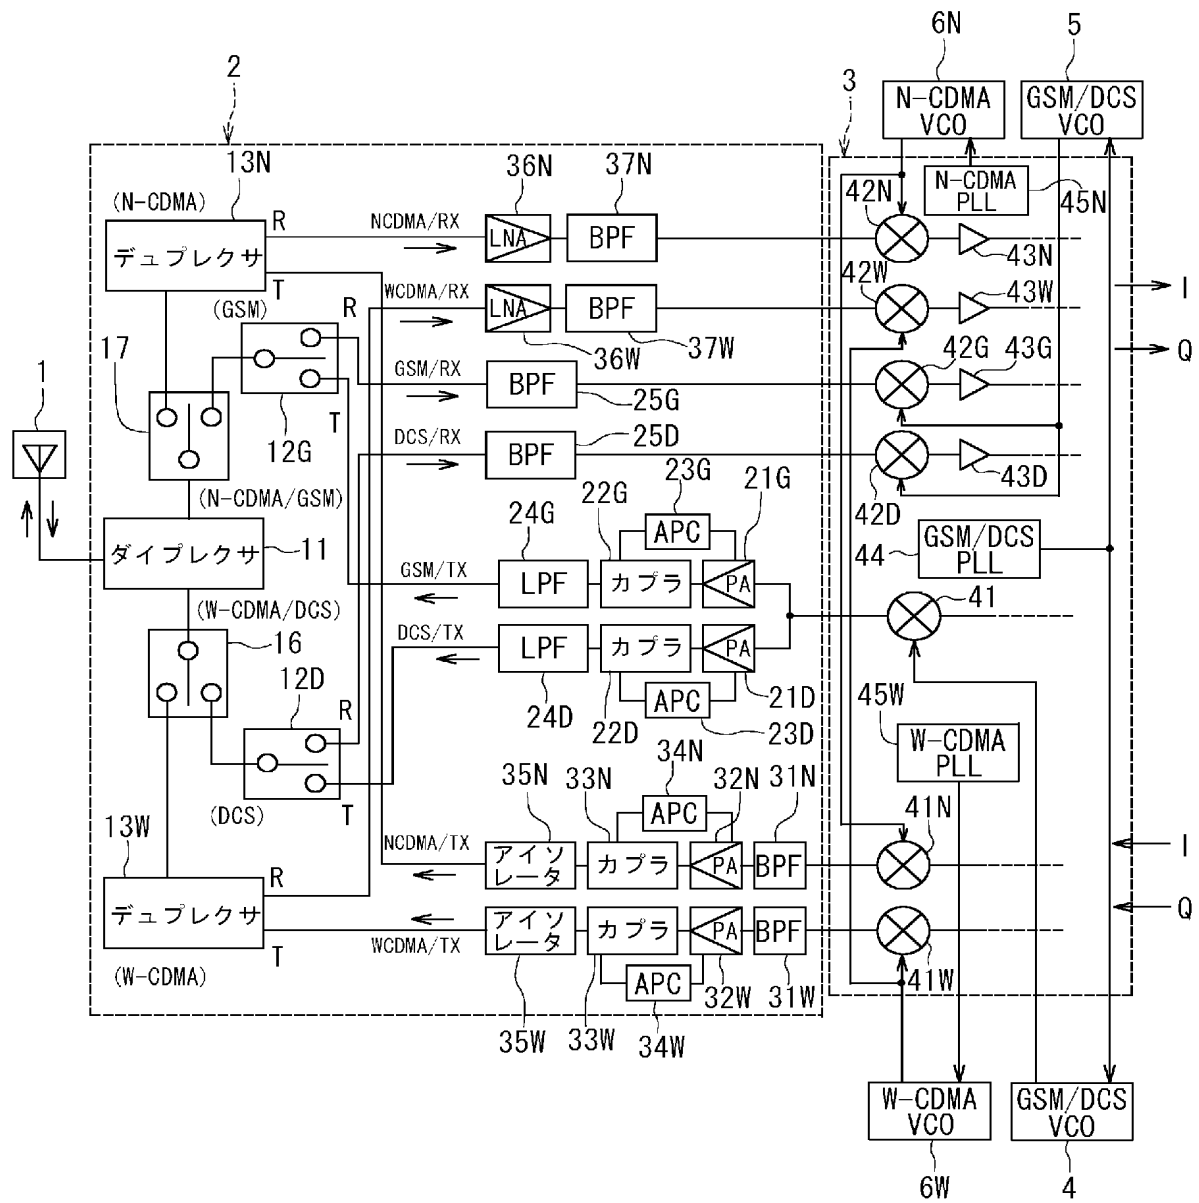 6N
5
2
3
N-CDMA
VCO
GSM/DCS
VCO
13N
36N
37N
42N
N-CDMA
PLL
45N
(N-CDMA)
R
NCDMA/RX
LNA
BPF
デュプレクサ
43N
T
42W
(GSM)
R
WCDMA/RX
LNA
BPF
43W
I
17
36W
37W
42G
43G
Q
1
GSM/RX
BPF
25G
T
12G
DCS/RX
BPF
25D
43D
23G
21G
42D
(N-CDMA/GSM)
24G
22G
APC
44
GSM/DCS
PLL
ダイプレクサ
11
GSM/TX
LPF
カプラ
PA
41
(W-CDMA/DCS)
16
DCS/TX
LPF
カプラ
PA
12D
R
24D
22D
APC
21D
23D
45W
W-CDMA
PLL
34N
35N
33N
32N
31N
(DCS)
T
APC
41N
13W
NCDMA/TX
アイソ
レータ
カプラ
PA
BPF
I
R
デュプレクサ
アイソ
レータ
カプラ
PA
BPF
Q
T
WCDMA/TX
(W-CDMA)
APC
32W
31W
41W
35W
33W
34W
W-CDMA
VCO
GSM/DCS
VCO
6W
4